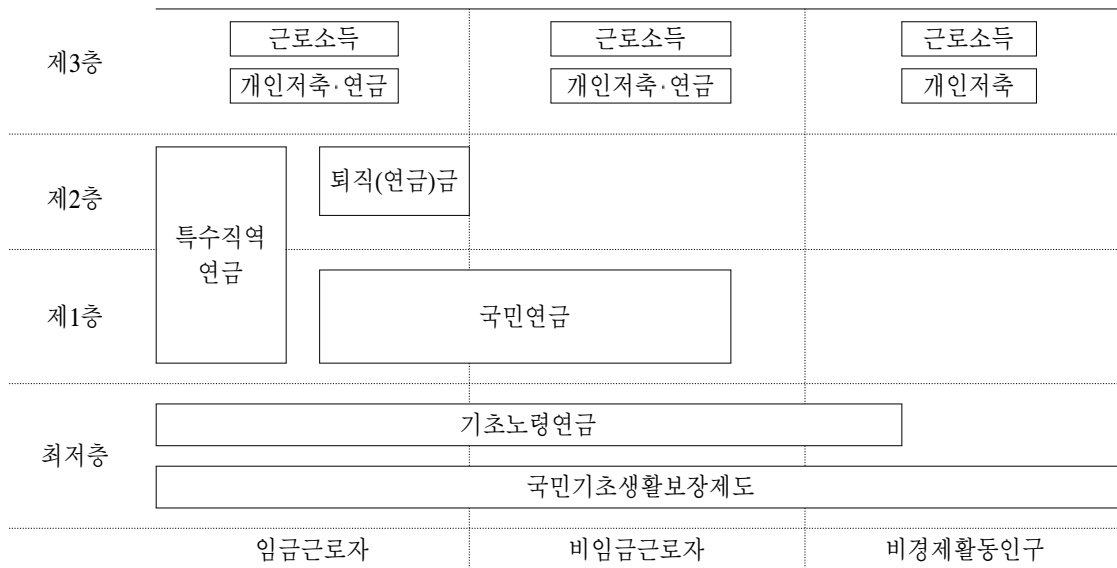 근로소득 근로소득 근로소득
제3층
개인저축·연금 개인저축·연금 개인저축
퇴직(연금)금
제2층
특수직역
연금
제1층 국민연금
기초노령연금
최저층
국민기초생활보장제도
임금근로자 비임금근로자 비경제활동인구